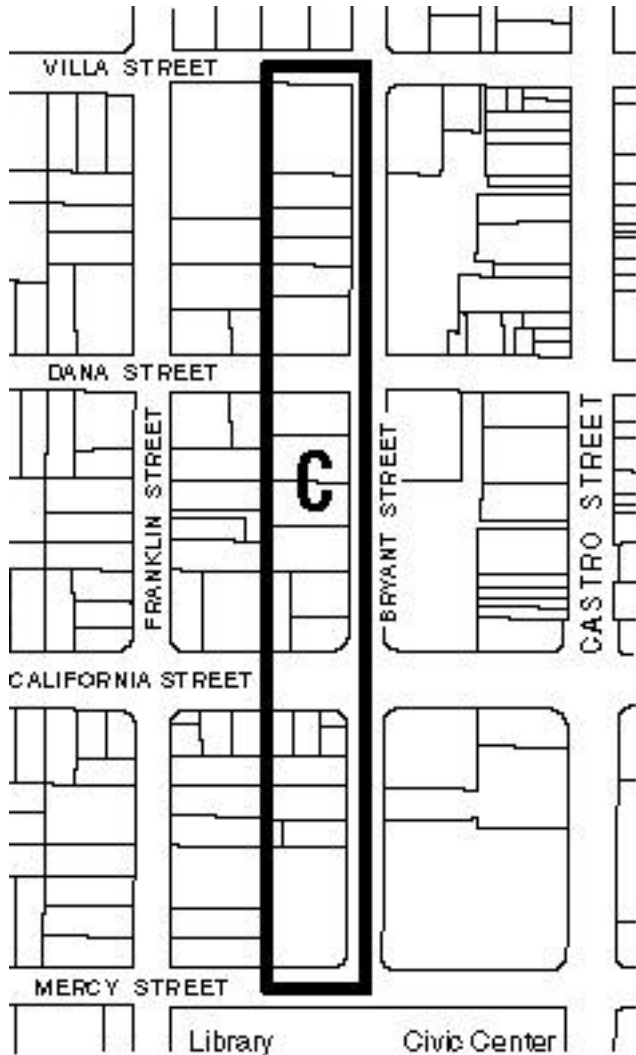 VILLA STREET
DANA STREET
FRANKLIN STREET
C
BRYANT STREET
CASTRO STREET
CALIFORNIA STREET
MERCY STREET
Library
Civic Center